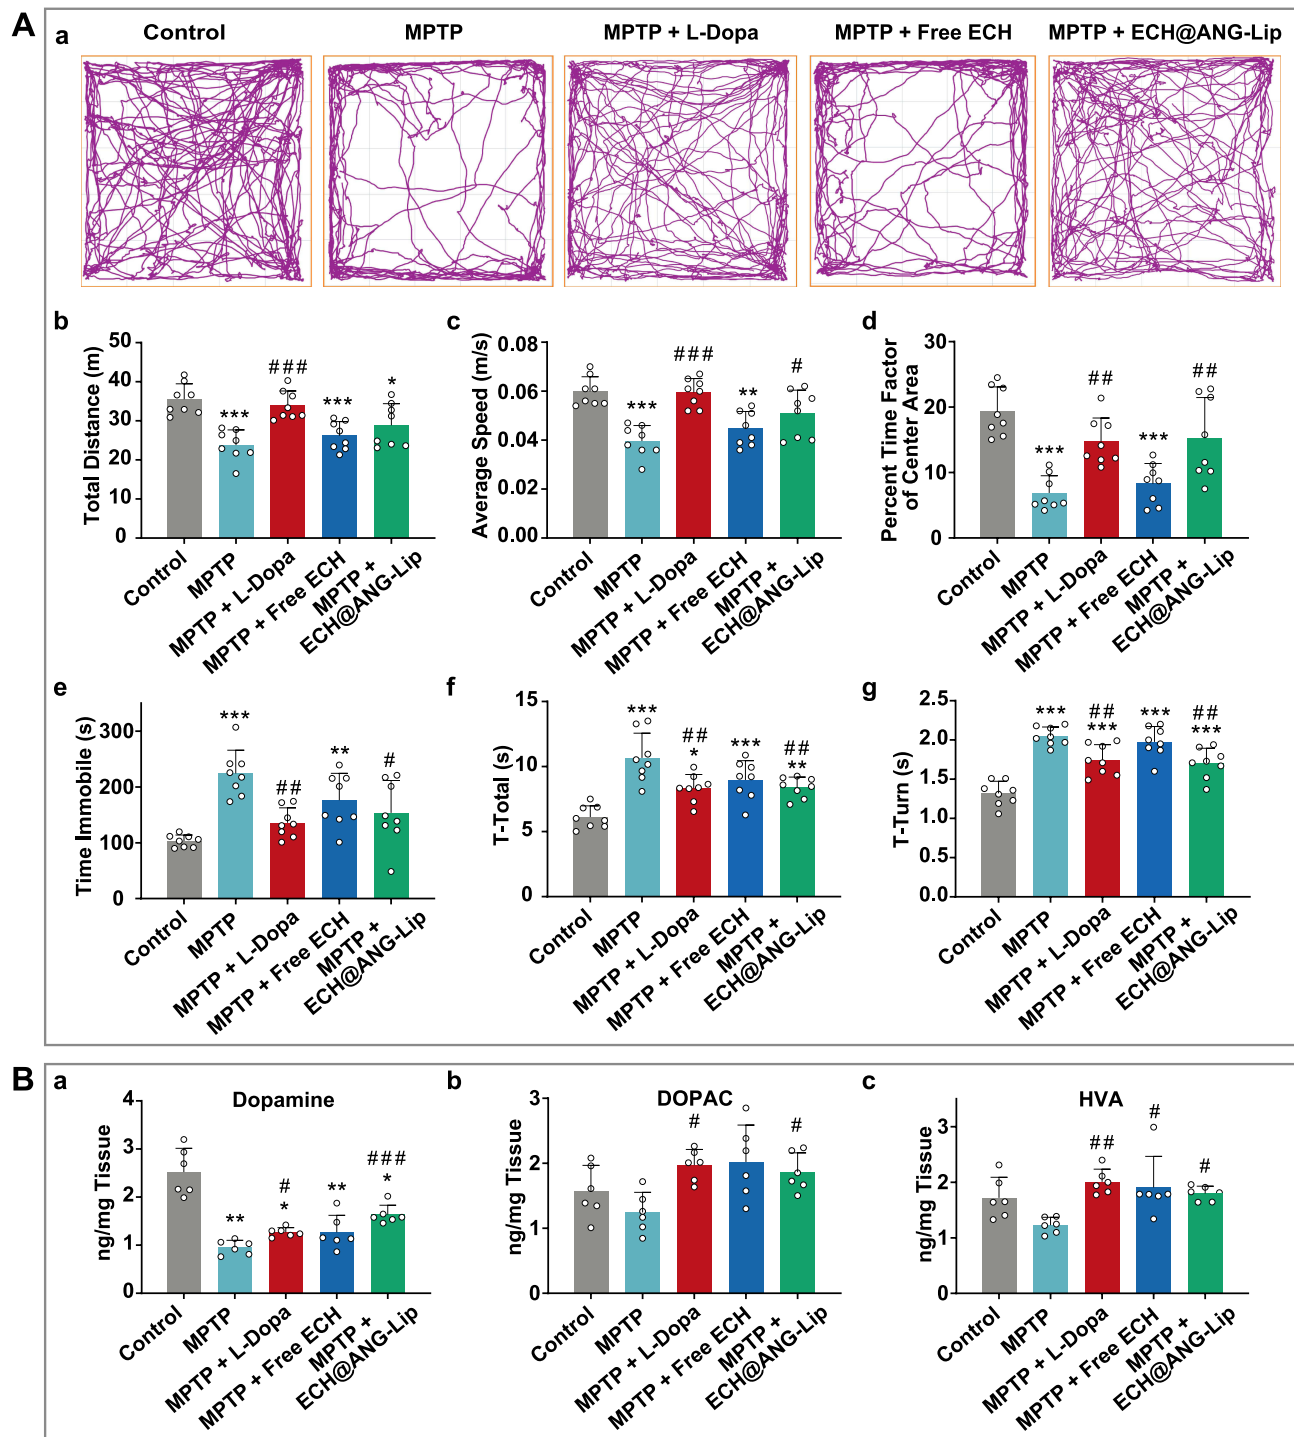 A
a
Control
MPTP
MPTP + L-Dopa
MPTP + Free ECH
MPTP + ECH@ANG-Lip
b
Total Distance (m)
50
40
30
20
10
0
***
###
***
*
Control
MPTP
MPTP + L-Dopa
MPTP + Free ECH
MPTP +
ECH@ANG-Lip
c
Average Speed (m/s)
0.08
0.06
0.04
0.02
0.00
***
###
**
#
Control
MPTP
MPTP + L-Dopa
MPTP + Free ECH
MPTP +
ECH@ANG-Lip
d
Percent Time Factor
of Center Area
30
20
10
0
***
##
***
##
Control
MPTP
MPTP + L-Dopa
MPTP + Free ECH
MPTP +
ECH@ANG-Lip
e
Time Immobile (s)
300
200
100
0
***
##
**
#
Control
MPTP
MPTP + L-Dopa
MPTP + Free ECH
MPTP +
ECH@ANG-Lip
f
T-Total (s)
15
10
5
0
***
##
*
***
##
**
Control
MPTP
MPTP + L-Dopa
MPTP + Free ECH
MPTP +
ECH@ANG-Lip
g
T-Turn (s)
2.5
2.0
1.5
1.0
0.5
0.0
***
##
***
***
##
***
Control
MPTP
MPTP + L-Dopa
MPTP + Free ECH
MPTP +
ECH@ANG-Lip
B
a
Dopamine
ng/mg Tissue
4
3
2
1
0
**
#
*
**
###
*
Control
MPTP
MPTP + L-Dopa
MPTP + Free ECH
MPTP +
ECH@ANG-Lip
b
DOPAC
ng/mg Tissue
3
2
1
0
#
#
Control
MPTP
MPTP + L-Dopa
MPTP + Free ECH
MPTP +
ECH@ANG-Lip
c
HVA
ng/mg Tissue
3
2
1
0
##
#
#
Control
MPTP
MPTP + L-Dopa
MPTP + Free ECH
MPTP +
ECH@ANG-Lip